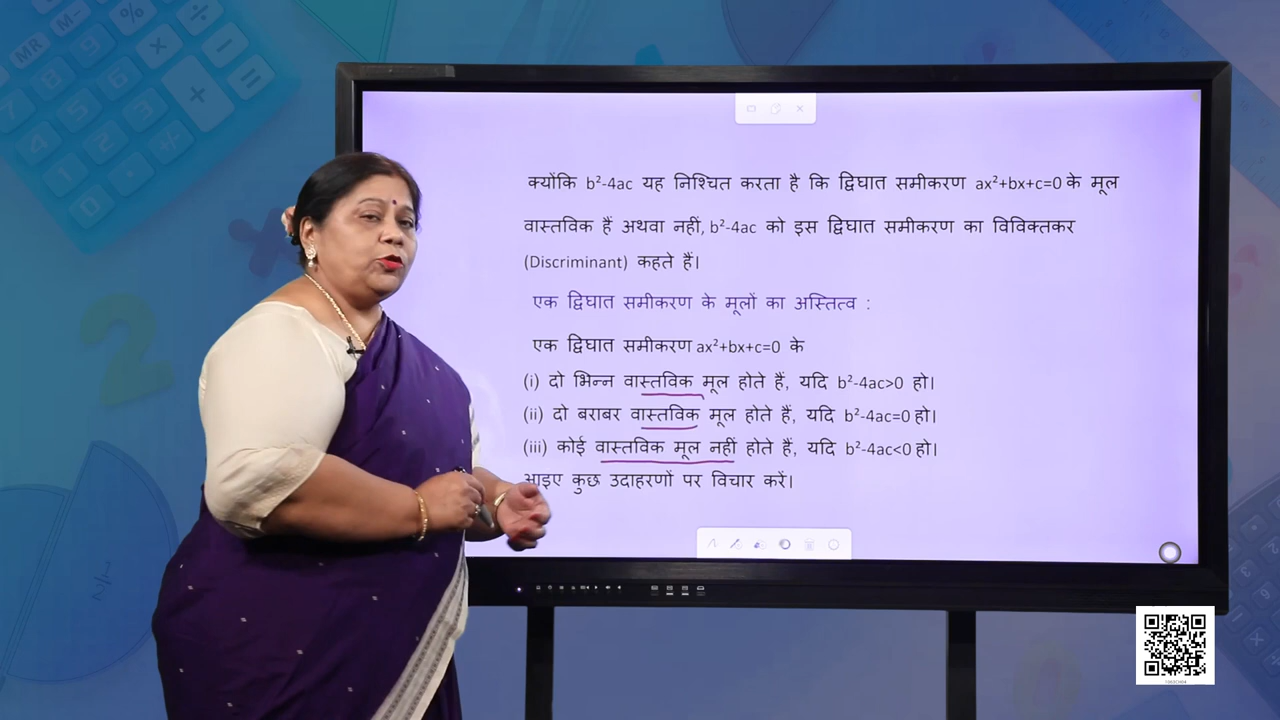 क्योंकि b²-4ac यह निश्चित करता है कि द्विघात समीकरण ax²+bx+c=0 के मूल
वास्तविक हैं अथवा नहीं, b²-4ac को इस द्विघात समीकरण का विविक्तकर
(Discriminant) कहते हैं।
एक द्विघात समीकरण के मूलों का अस्तित्व :
एक द्विघात समीकरण ax²+bx+c=0 के
(i) दो भिन्न वास्तविक मूल होते हैं, यदि b²-4ac>0 हो।
(ii) दो बराबर वास्तविक मूल होते हैं, यदि b²-4ac=0 हो।
(iii) कोई वास्तविक मूल नहीं होते हैं, यदि b²-4ac<0 हो।
आइए कुछ उदाहरणों पर विचार करें।